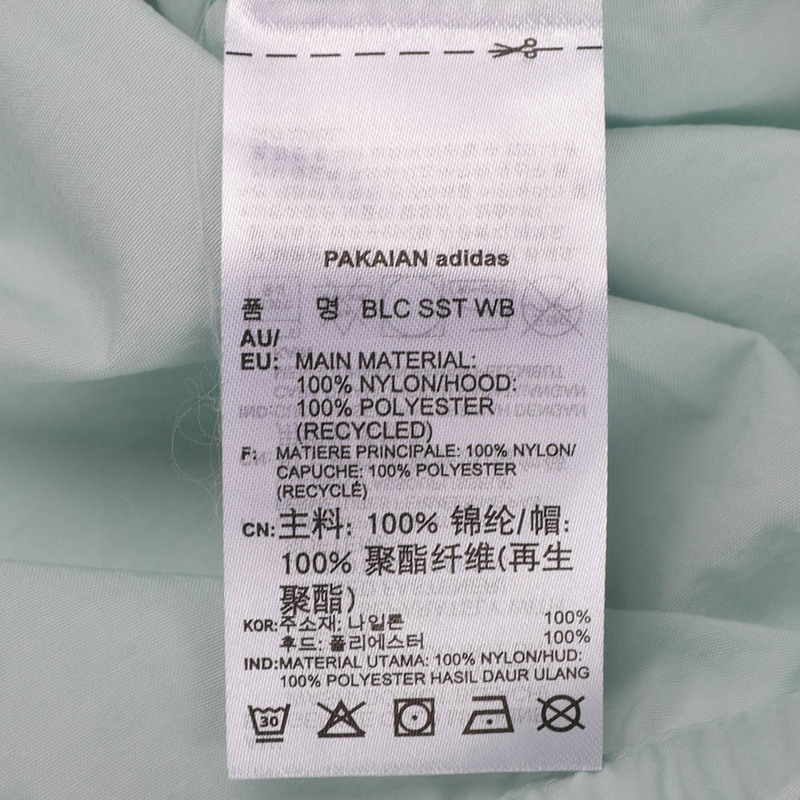 PAKAIAN adidas
품 명 BLC SST WB
AU/
EU: MAIN MATERIAL:
100% NYLON/HOOD:
100% POLYESTER
(RECYCLED)
F: MATIERE PRINCIPALE: 100% NYLON/
CAPUCHE: 100% POLYESTER
(RECYCLÉ)
CN: 主料: 100% 锦纶/帽:
100% 聚酯纤维(再生
聚酯)
KOR: 주소재: 나일론 100%
후드: 폴리에스터 100%
IND: MATERIAL UTAMA: 100% NYLON/HUD:
100% POLYESTER HASIL DAUR ULANG
30